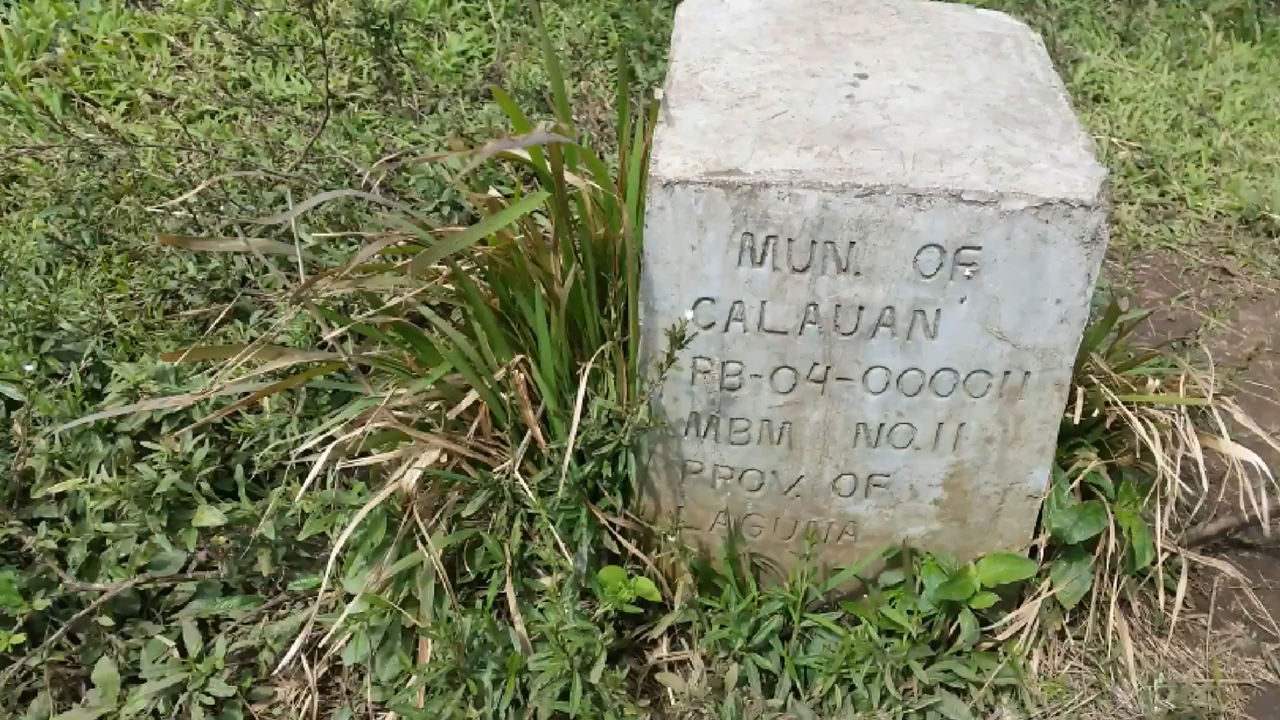 MUN. OF
CALAUAN
RB-04-000011
MBM NO.11
PROV. OF
LAGUNA